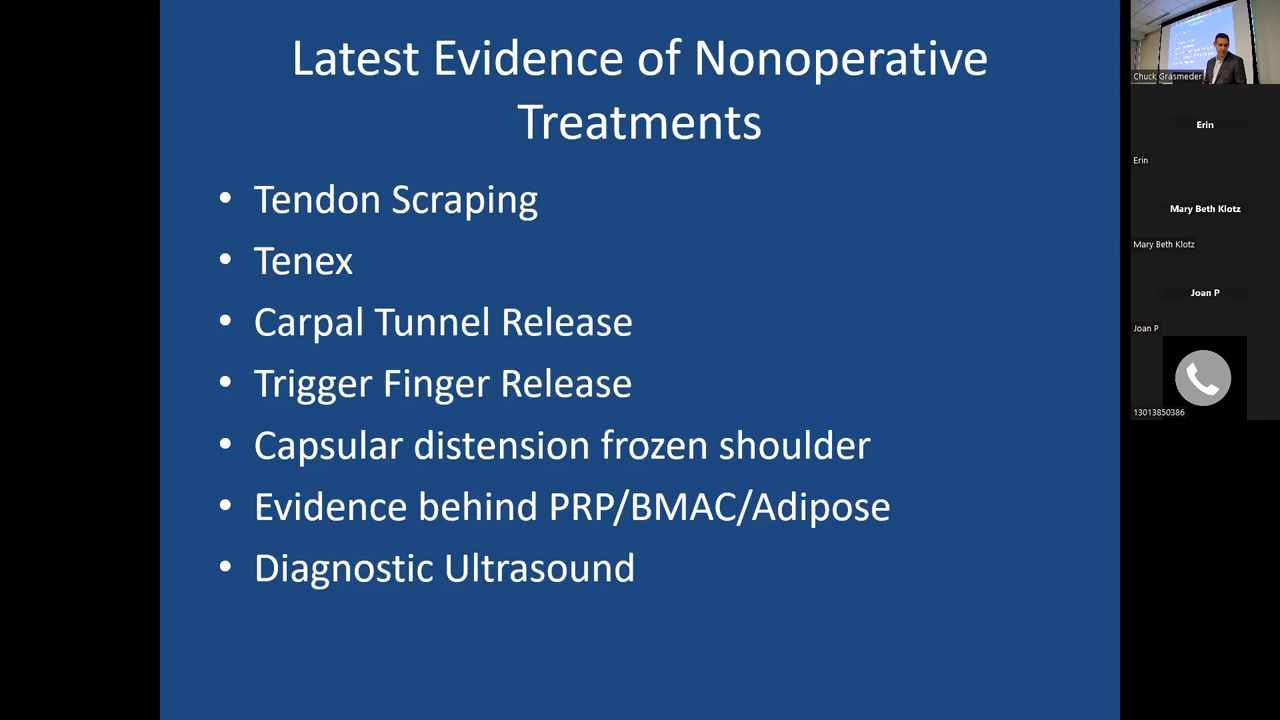 Latest Evidence of Nonoperative
Treatments
• Tendon Scraping
• Tenex
• Carpal Tunnel Release
• Trigger Finger Release
• Capsular distension frozen shoulder
• Evidence behind PRP/BMAC/Adipose
• Diagnostic Ultrasound
Chuck Grasmeder
Erin
Erin
Mary Beth Klotz
Mary Beth Klotz
Joan P
Joan P
13013850386